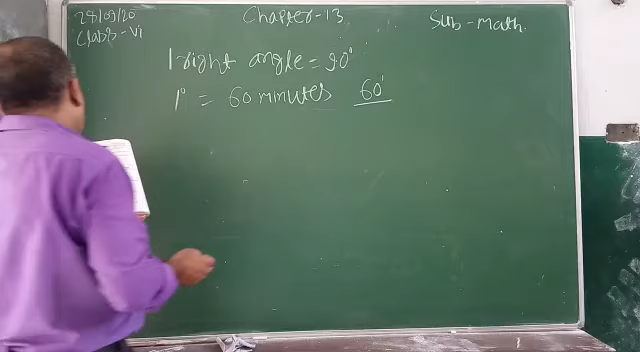 28/09/20
Chapter-13
Sub-Math.
Class-VI
1 right angle = 90°
1° = 60 minutes 60'